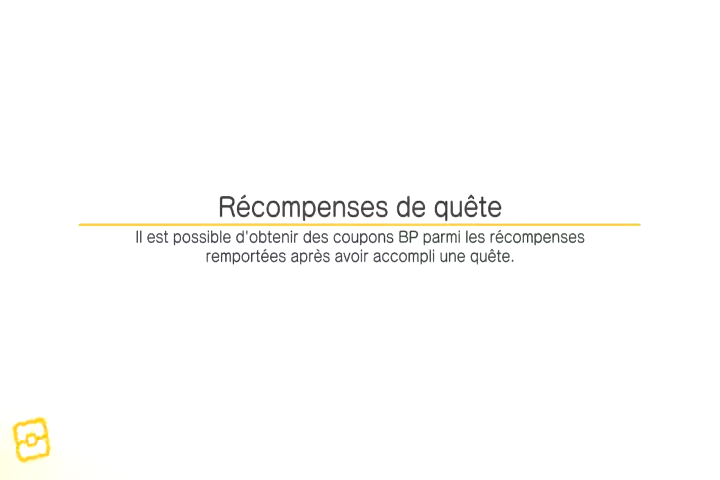 Récompenses de quête
Il est possible d'obtenir des coupons BP parmi les récompenses
remportées après avoir accompli une quête.